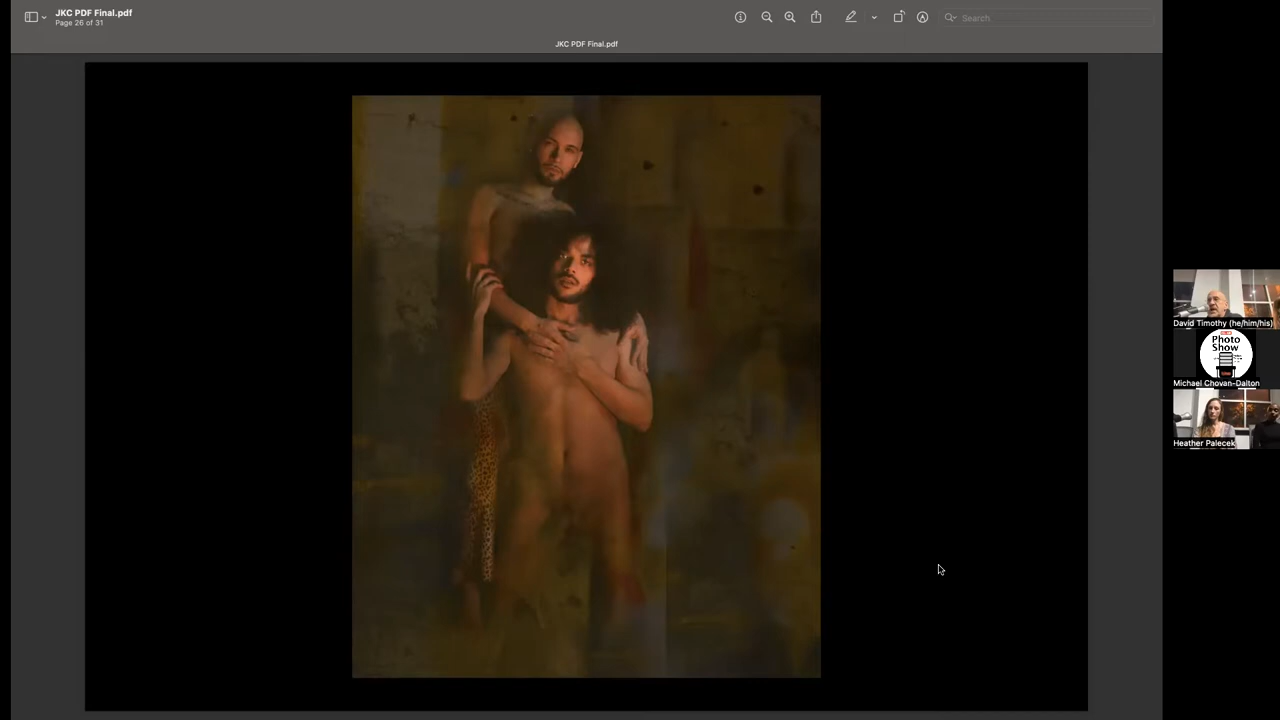 JKC PDF Final.pdf
Page 26 of 31
Search
JKC PDF Final.pdf
David Timothy (he/him/his)
Photo
Show
Michael Chovan-Dalton
Heather Palecek